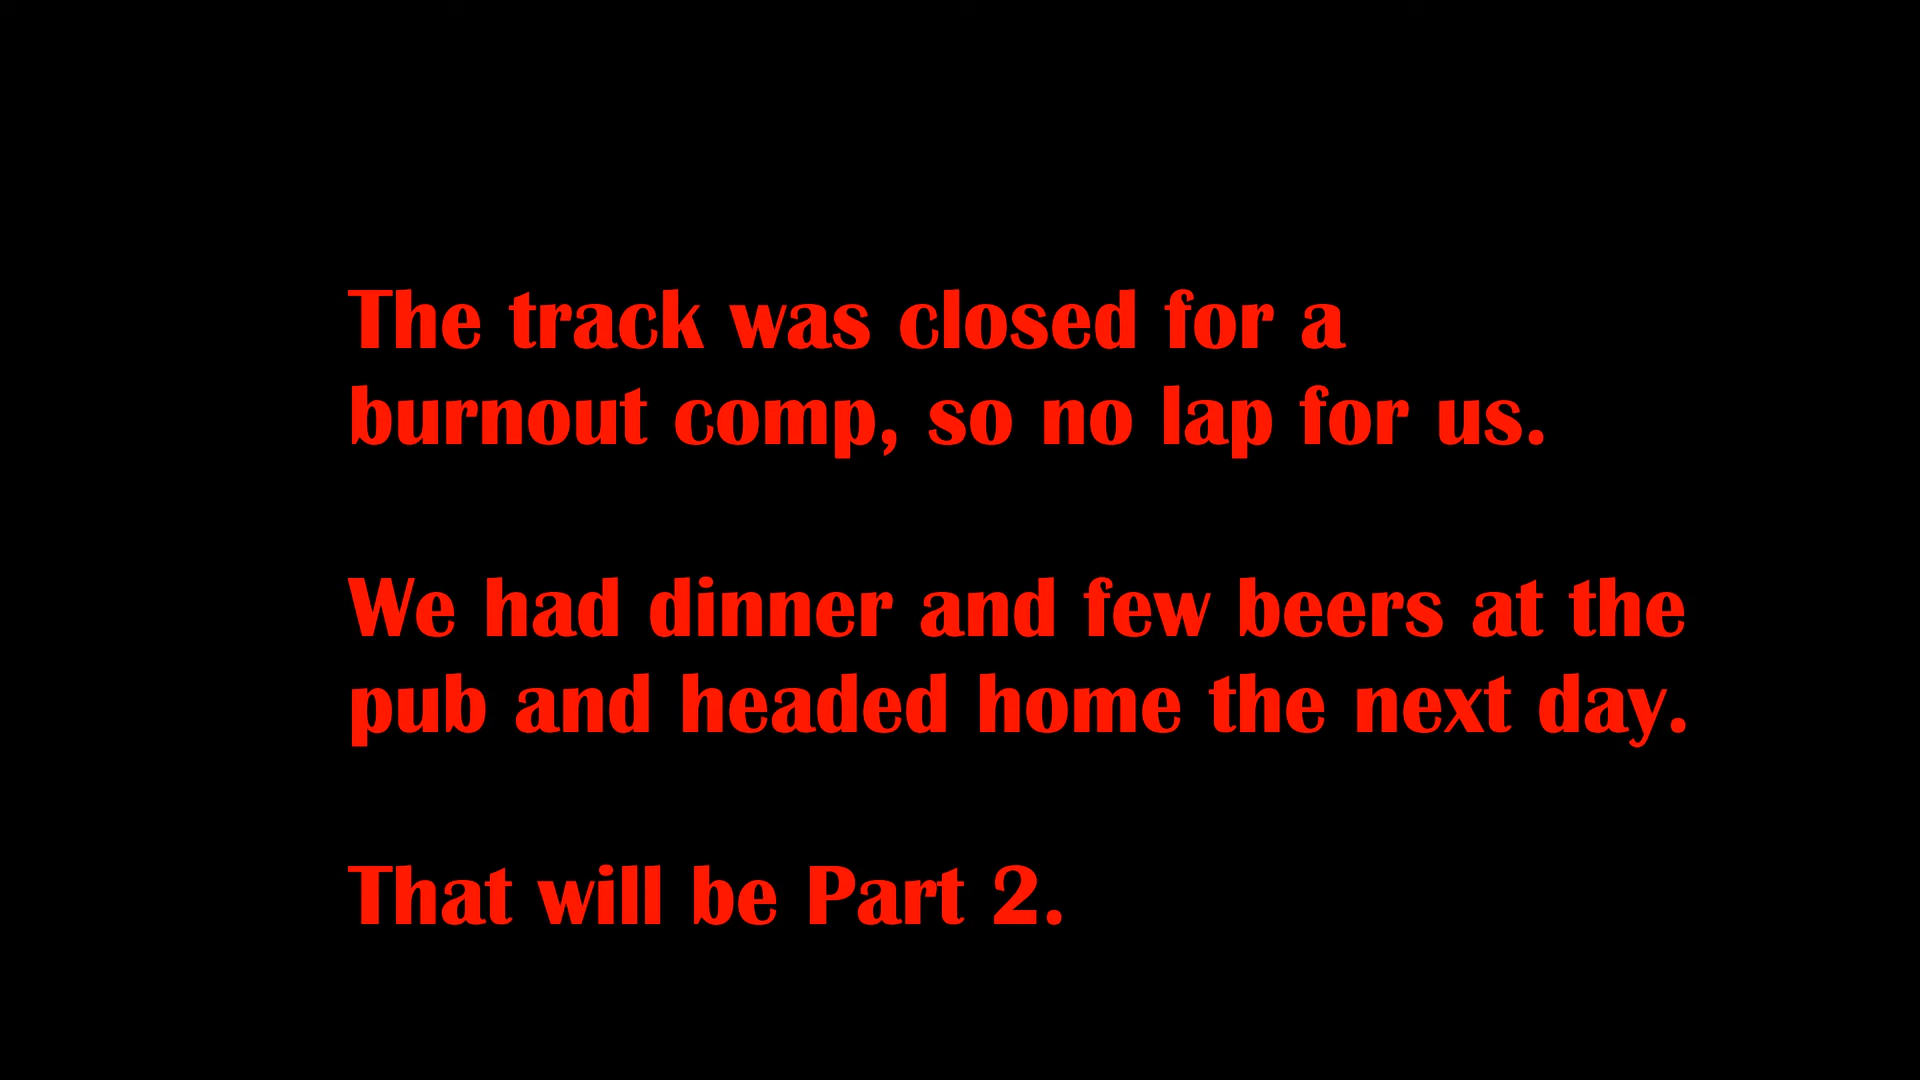 The track was closed for a
burnout comp, so no lap for us.
We had dinner and few beers at the
pub and headed home the next day.
That will be Part 2.